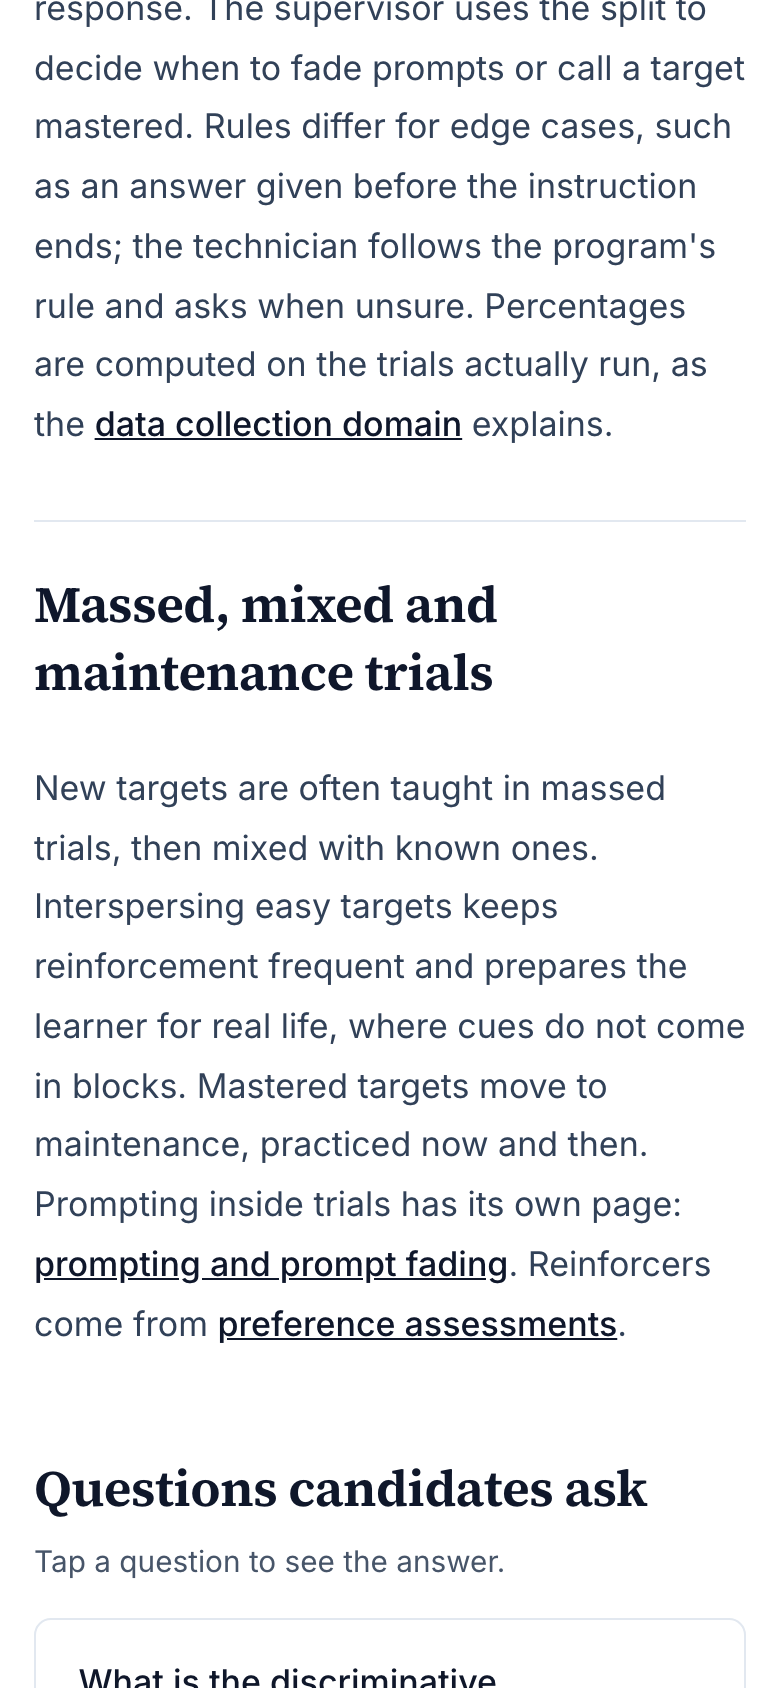 response. The supervisor uses the split to
decide when to fade prompts or call a target
mastered. Rules differ for edge cases, such
as an answer given before the instruction
ends; the technician follows the program's
rule and asks when unsure. Percentages
are computed on the trials actually run, as
the data collection domain explains.
Massed, mixed and
maintenance trials
New targets are often taught in massed
trials, then mixed with known ones.
Interspersing easy targets keeps
reinforcement frequent and prepares the
learner for real life, where cues do not come
in blocks. Mastered targets move to
maintenance, practiced now and then.
Prompting inside trials has its own page:
prompting and prompt fading. Reinforcers
come from preference assessments.
Questions candidates ask
Tap a question to see the answer.
What is the discriminative